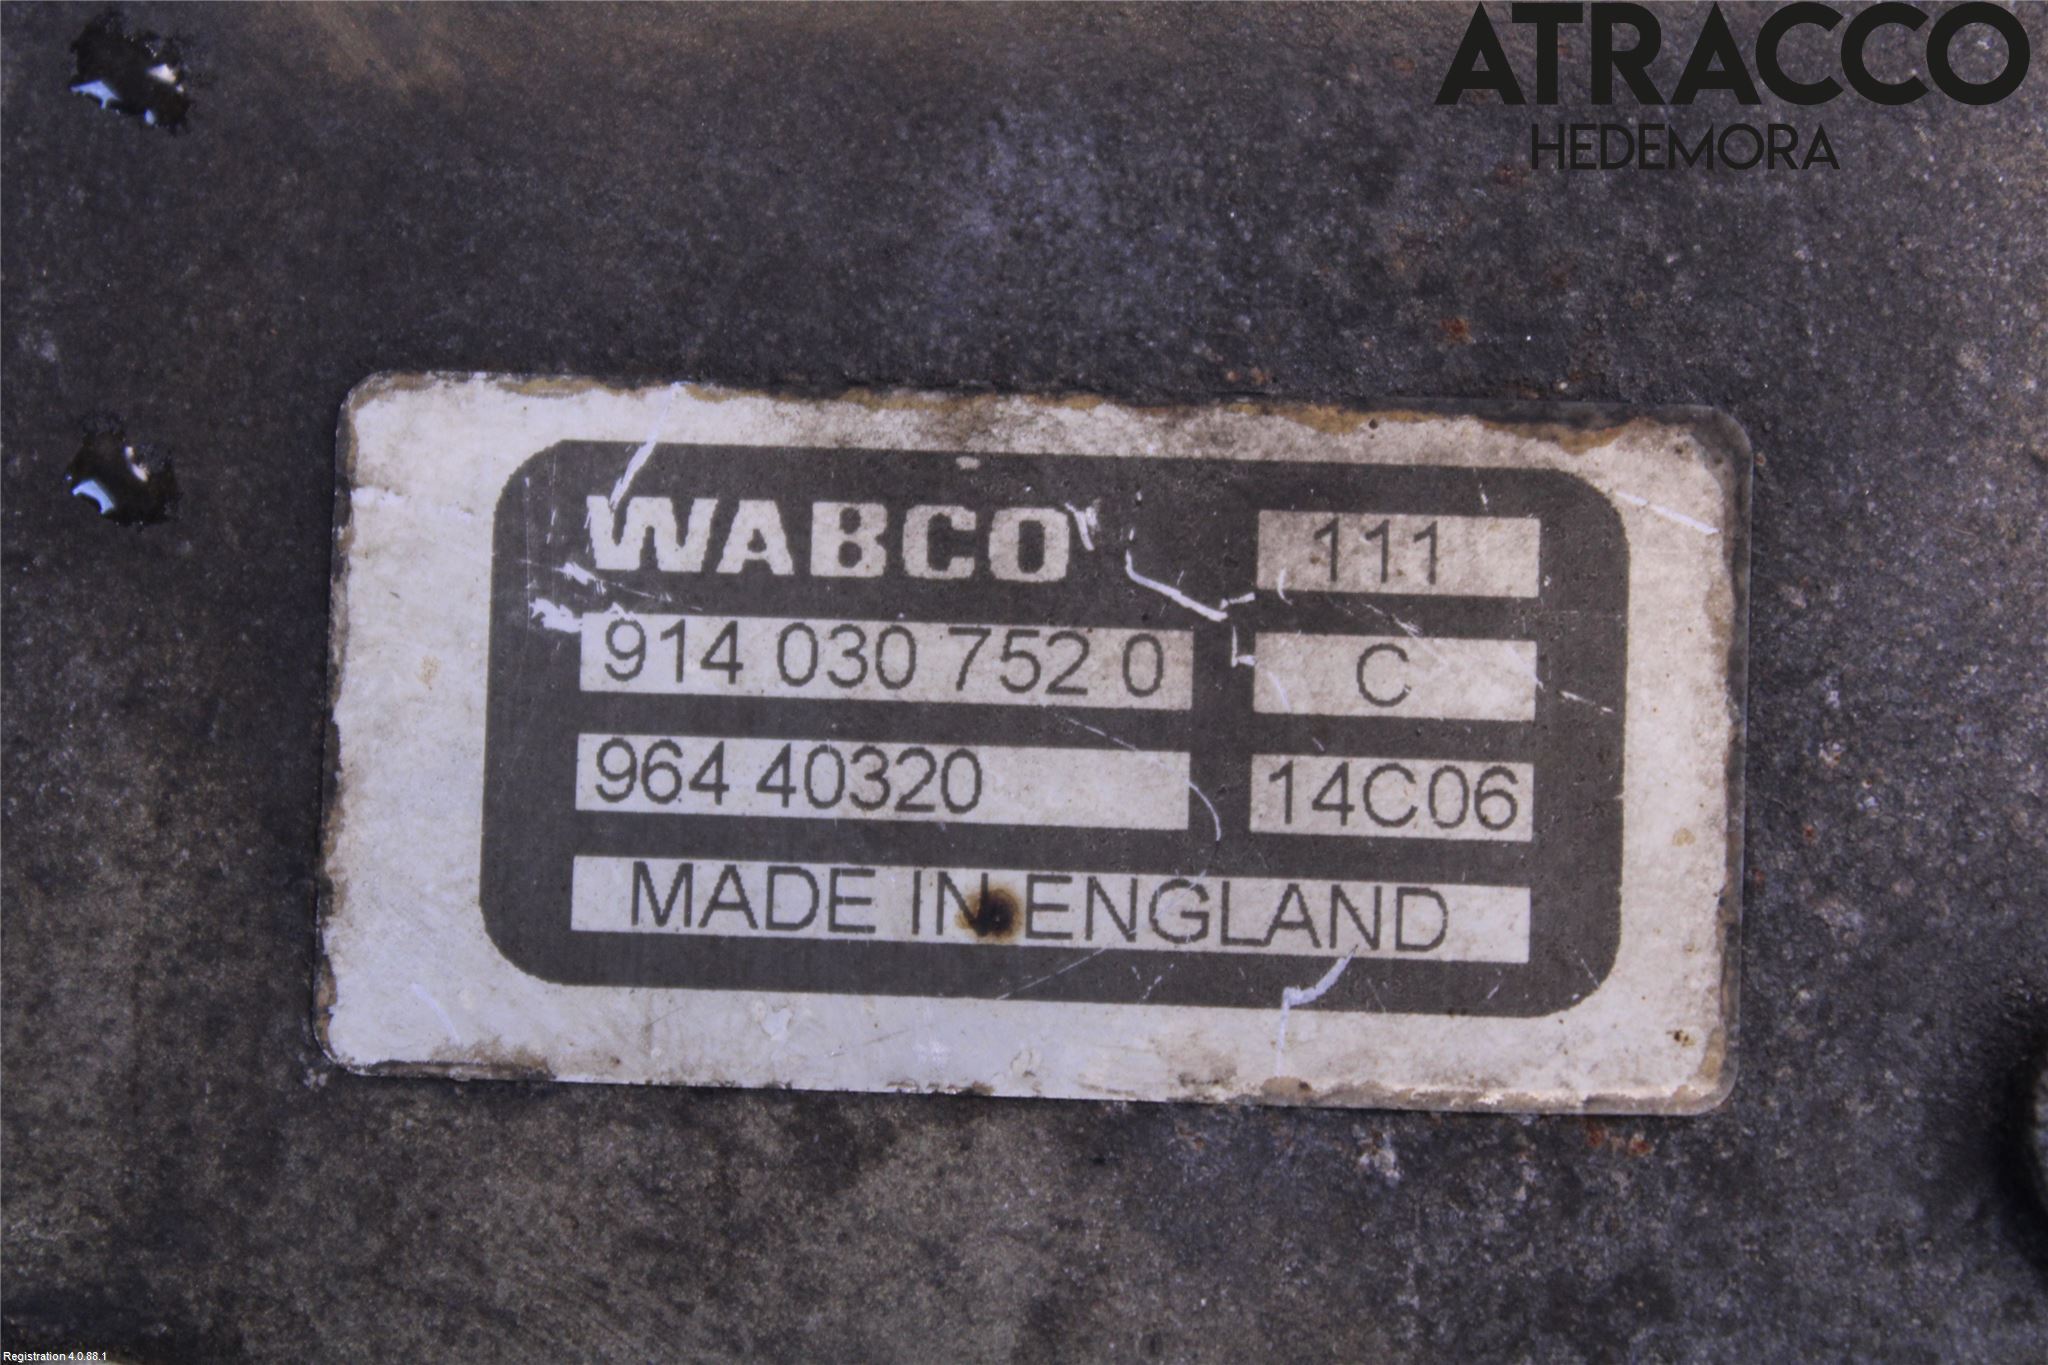 ATRACCO
HEDEMORA
WABCO 111
914 030 752 0 C
964 40320 14C06
MADE IN ENGLAND
Registration 4.0.88.1